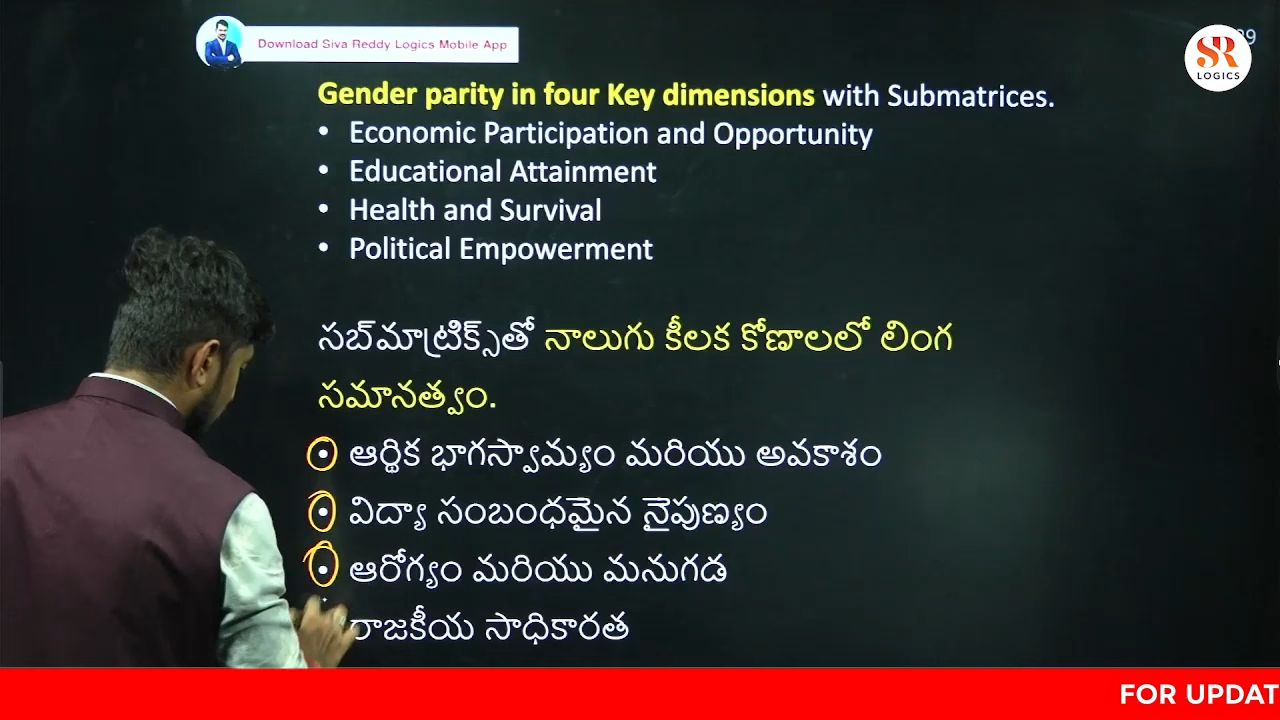 Download Siva Reddy Logics Mobile App
SR
LOGICS
Gender parity in four Key dimensions with Submatrices.
• Economic Participation and Opportunity
• Educational Attainment
• Health and Survival
• Political Empowerment
సబ్‌మాట్రిక్స్‌తో నాలుగు కీలక కోణాలలో లింగ
సమానత్వం.
• ఆర్థిక భాగస్వామ్యం మరియు అవకాశం
• విద్యా సంబంధమైన నైపుణ్యం
• ఆరోగ్యం మరియు మనుగడ
రాజకీయ సాధికారత
FOR UPDAT